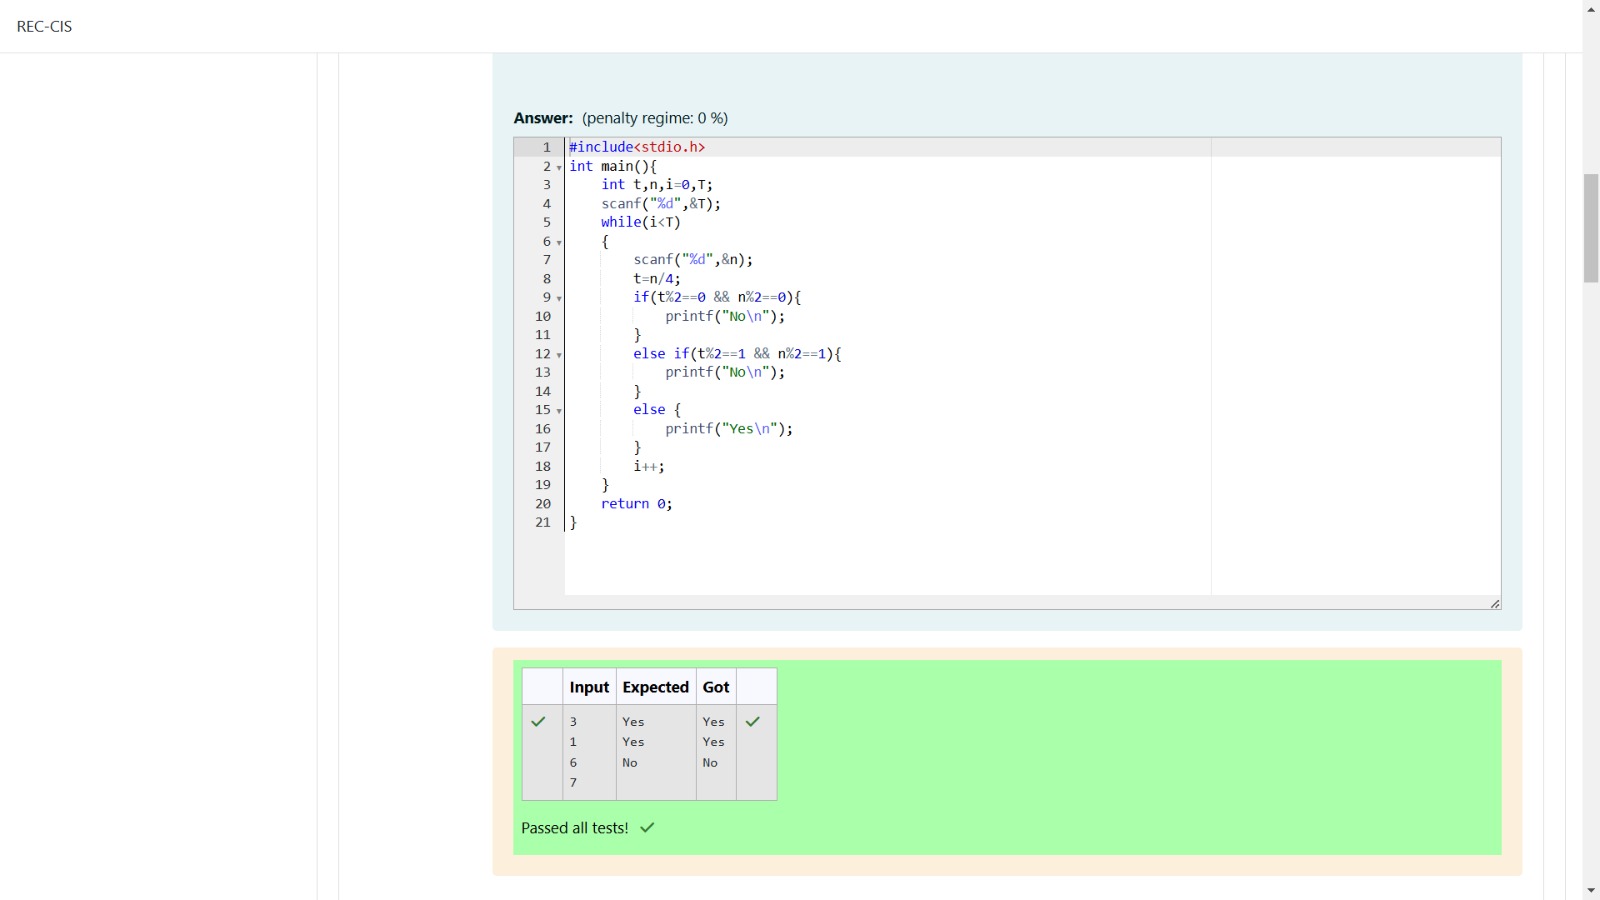 REC-CIS
Answer: (penalty regime: 0 %)
1 #include<stdio.h>
2 int main(){
3 int t,n,i=0,T;
4 scanf("%d",&T);
5 while(i<T)
6 {
7 scanf("%d",&n);
8 t=n/4;
9 if(t%2==0 && n%2==0){
10 printf("No\n");
11 }
12 else if(t%2==1 && n%2==1){
13 printf("No\n");
14 }
15 else {
16 printf("Yes\n");
17 }
18 i++;
19 }
20 return 0;
21 }
Input Expected Got
3 Yes Yes
1 Yes Yes
6 No No
7
Passed all tests!